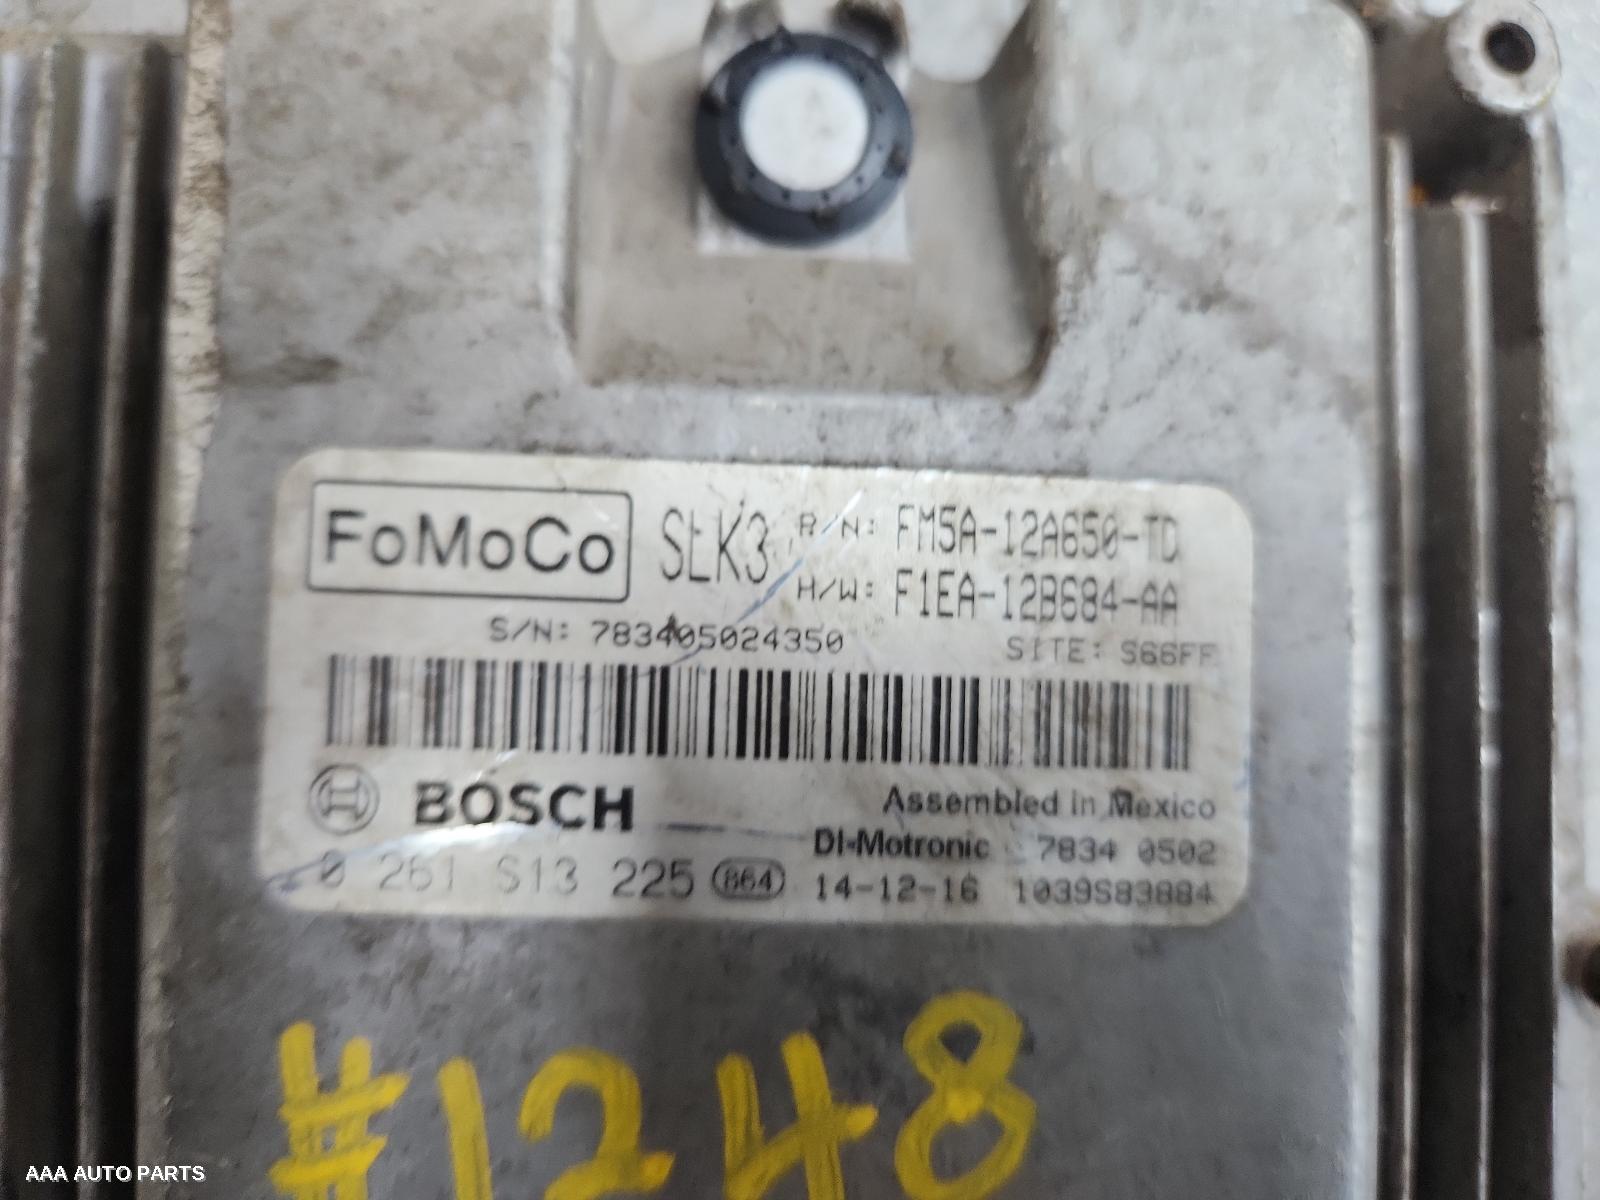 FoMoCo SLK3 P/N: FM5A-12A650-TD
H/W: F1EA-12B684-AA
S/N: 783405024350 SITE: S66FF
BOSCH Assembled in Mexico
DI-Motronic 7834 0502
0 261 S13 225 864 14-12-16 1039S83884
#1248
AAA AUTO PARTS